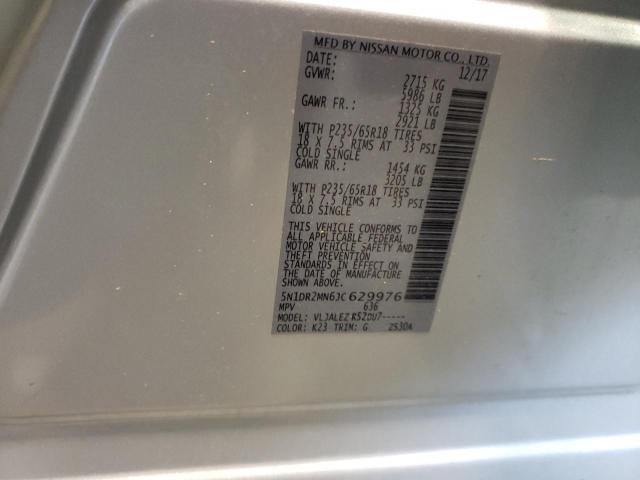 MFD BY NISSAN MOTOR CO., LTD.
DATE: 12/17
GVWR: 2715 KG
5986 LB
GAWR FR.: 1325 KG
2921 LB
WITH P235/65R18 TIRES
18 X 7.5 RIMS AT 33 PSI
COLD SINGLE
GAWR RR.: 1454 KG
3205 LB
WITH P235/65R18 TIRES
18 X 7.5 RIMS AT 33 PSI
COLD SINGLE
THIS VEHICLE CONFORMS TO
ALL APPLICABLE FEDERAL
MOTOR VEHICLE SAFETY AND
THEFT PREVENTION
STANDARDS IN EFFECT ON
THE DATE OF MANUFACTURE
SHOWN ABOVE.
5N1DR2MN6JC629976
MPV 636
MODEL: VLJALEZ R52DU7-----
COLOR: K23 TRIM: G 2530A